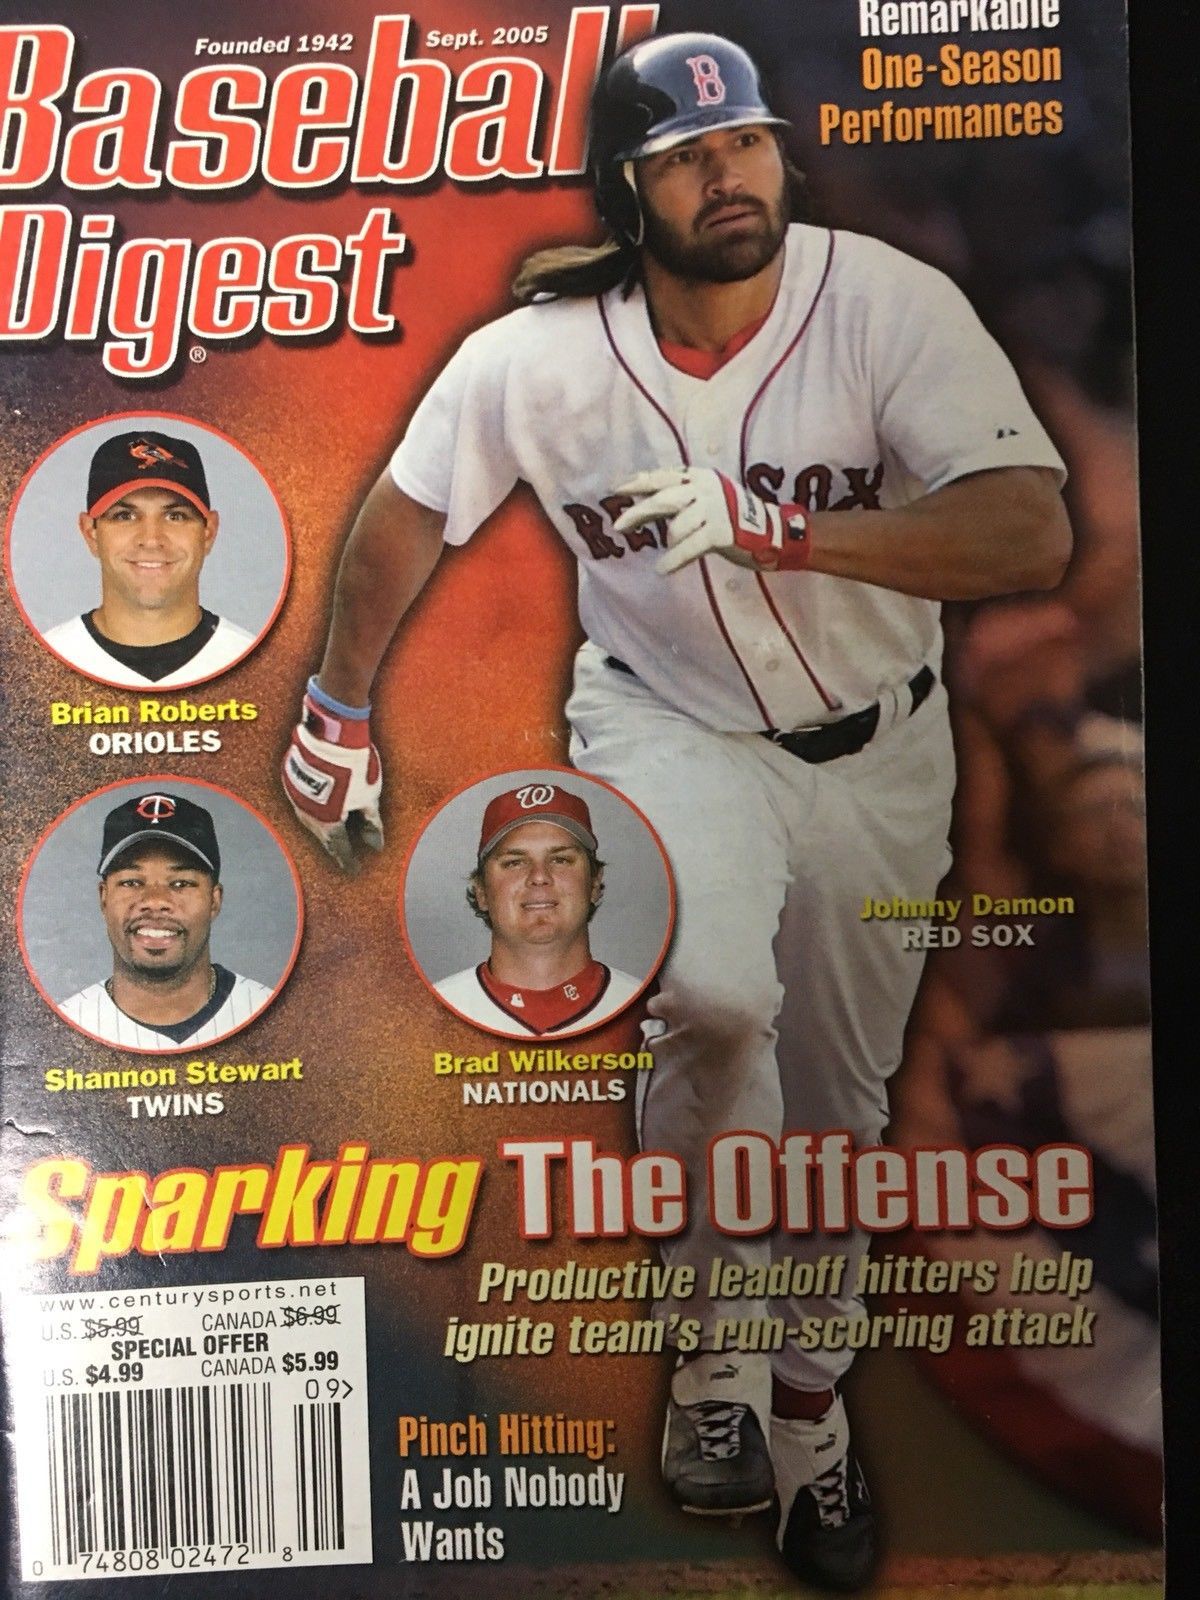 Founded 1942 Sept. 2005
Baseball
Digest
®
Remarkable
One-Season
Performances
B
RED SOX
Brian Roberts
ORIOLES
Shannon Stewart
TWINS
Brad Wilkerson
NATIONALS
Johnny Damon
RED SOX
Sparking The Offense
Productive leadoff hitters help
ignite team's run-scoring attack
www.centurysports.net
U.S. $5.99 CANADA $6.99
SPECIAL OFFER
U.S. $4.99 CANADA $5.99
09>
0 74808 02472 8
Pinch Hitting:
A Job Nobody
Wants